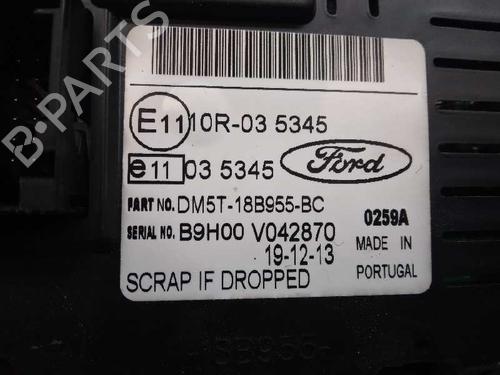 B-PARTS
E11 10R-03 5345
e11 03 5345
Ford
PART NO. DM5T-18B955-BC
0259A
SERIAL NO. B9H00 V042870
MADE IN
19-12-13
PORTUGAL
SCRAP IF DROPPED